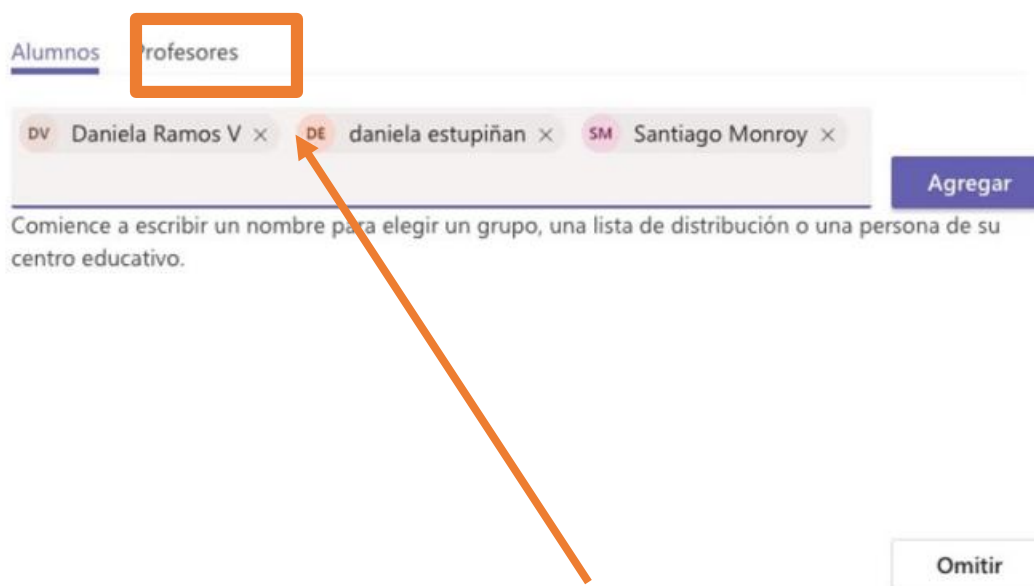 Alumnos Profesores
DV Daniela Ramos V × DE daniela estupiñan × SM Santiago Monroy ×
Agregar
Comience a escribir un nombre para elegir un grupo, una lista de distribución o una persona de su
centro educativo.
Omitir